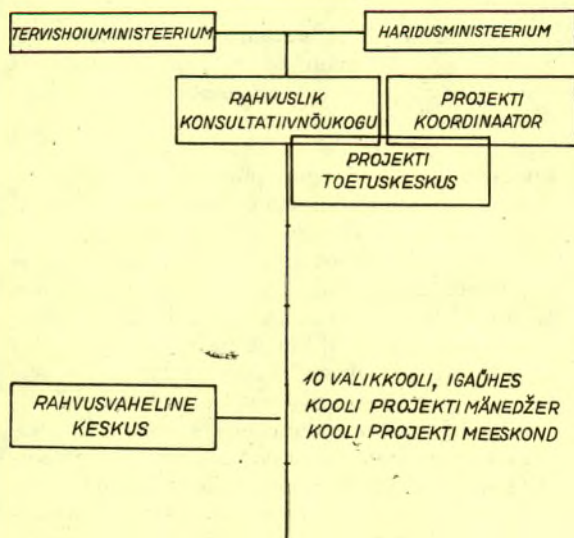 TERVISHOIUMINISTEERIUM
HARIDUSMINISTEERIUM
RAHVUSLIK
KONSULTATIIVNÕUKOGU
PROJEKTI
KOORDINAATOR
PROJEKTI
TOETUSKESKUS
RAHVUSVAHELINE
KESKUS
10 VALIKKOOLI, IGAÜHES
KOOLI PROJEKTI MÄNEDŽER
KOOLI PROJEKTI MEESKOND